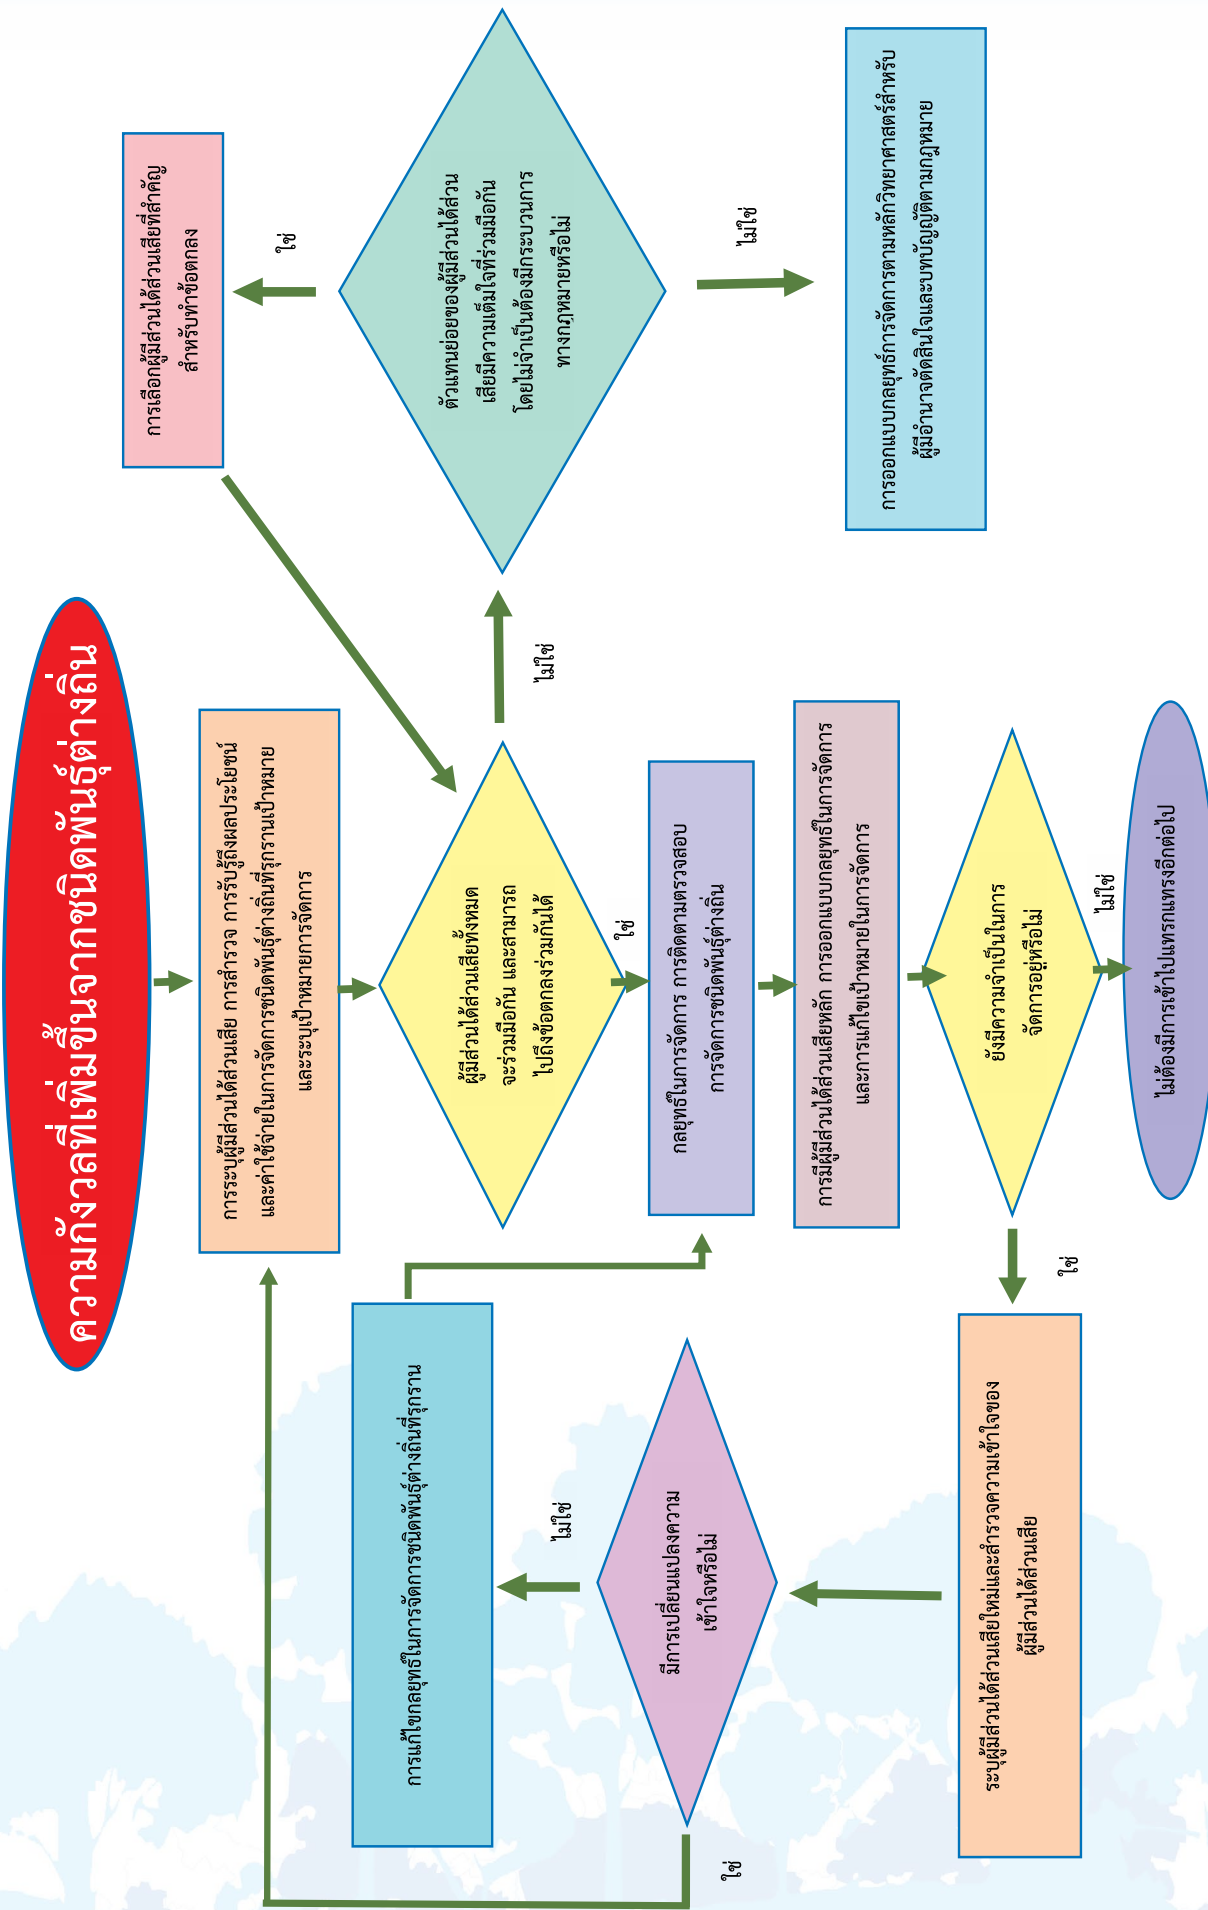 ความกังวลที่เพิ่มขึ้นจากชนิดพันธุ์ต่างถิ่น
การระบุผู้มีส่วนได้ส่วนเสีย การสำรวจ การรับรู้ถึงผลประโยชน์
และค่าใช้จ่ายในการจัดการชนิดพันธุ์ต่างถิ่นที่รุกรานเป้าหมาย
และระบุเป้าหมายการจัดการ
ผู้มีส่วนได้ส่วนเสียทั้งหมด
จะร่วมมือกัน และสามารถ
ไปถึงข้อตกลงร่วมกันได้
ไม่ใช่
ตัวแทนย่อยของผู้มีส่วนได้ส่วน
เสียมีความเต็มใจที่ร่วมมือกัน
โดยไม่จำเป็นต้องมีกระบวนการ
ทางกฎหมายหรือไม่
ใช่
การเลือกผู้มีส่วนได้ส่วนเสียที่สำคัญ
สำหรับทำข้อตกลง
ไม่ใช่
การออกแบบกลยุทธ์การจัดการตามหลักวิทยาศาสตร์สำหรับ
ผู้มีอำนาจตัดสินใจและบทบัญญัติตามกฎหมาย
ใช่
กลยุทธ์ในการจัดการ การติดตามตรวจสอบ
การจัดการชนิดพันธุ์ต่างถิ่น
การมีผู้มีส่วนได้ส่วนเสียหลัก การออกแบบกลยุทธ์ในการจัดการ
และการแก้ไขเป้าหมายในการจัดการ
ยังมีความจำเป็นในการ
จัดการอยู่หรือไม่
ไม่ใช่
ไม่ต้องมีการเข้าไปแทรกแทรงอีกต่อไป
ใช่
ระบุผู้มีส่วนได้ส่วนเสียใหม่และสำรวจความเข้าใจของ
ผู้มีส่วนได้ส่วนเสีย
มีการเปลี่ยนแปลงความ
เข้าใจหรือไม่
ไม่ใช่
การแก้ไขกลยุทธ์ในการจัดการชนิดพันธุ์ต่างถิ่นที่รุกราน
ใช่